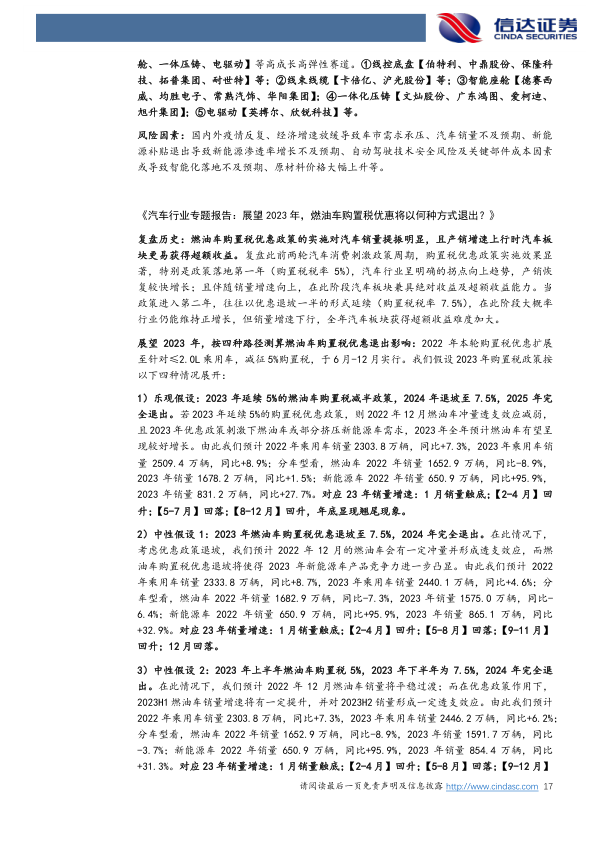 信达证券
CINDA SECURITIES
舱、一体压铸、电驱动】等高成长高弹性赛道。①线控底盘【伯特利、中鼎股份、保隆科
技、拓普集团、耐世特】等；②线束线缆【卡倍亿、沪光股份】等；③智能座舱【德赛西
威、均胜电子、常熟汽饰、华阳集团】；④一体化压铸【文灿股份、广东鸿图、爱柯迪、
旭升集团】；⑤电驱动【英搏尔、欣锐科技】等。
风险因素：国内外疫情反复、经济增速放缓导致车市需求承压、汽车销量不及预期、新能
源补贴退出导致新能源渗透率增长不及预期、自动驾驶技术安全风险及关键部件成本因素
或导致智能化落地不及预期、原材料价格大幅上升等。
《汽车行业专题报告：展望 2023 年，燃油车购置税优惠将以何种方式退出？》
复盘历史：燃油车购置税优惠政策的实施对汽车销量提振明显，且产销增速上行时汽车板
块更易获得超额收益。复盘此前两轮汽车消费刺激政策周期，购置税优惠政策实施效果显
著，特别是政策落地第一年（购置税税率 5%），汽车行业呈明确的拐点向上趋势，产销恢
复较快增长；且伴随销量增速向上，在此阶段汽车板块兼具绝对收益及超额收益能力。当
政策进入第二年，往往以优惠退坡一半的形式延续（购置税税率 7.5%），在此阶段大概率
行业仍能维持正增长，但销量增速下行，全年汽车板块获得超额收益难度加大。
展望 2023 年，按四种路径测算燃油车购置税优惠退出影响：2022 年本轮购置税优惠扩展
至针对≤2.0L 乘用车，减征 5%购置税，于 6 月-12 月实行。我们假设 2023 年购置税政策按
以下四种情况展开：
1）乐观假设：2023 年延续 5%的燃油车购置税减半政策，2024 年退坡至 7.5%，2025 年完
全退出。若 2023 年延续 5%的购置税优惠政策，则 2022 年 12 月燃油车冲量透支效应减弱，
且 2023 年优惠政策刺激下燃油车或部分挤压新能源车需求，2023 年全年预计燃油车有望呈
现较好增长。由此我们预计 2022 年乘用车销量 2303.8 万辆，同比+7.3%，2023 年乘用车销
量 2509.4 万辆，同比+8.9%；分车型看，燃油车 2022 年销量 1652.9 万辆，同比-8.9%，
2023 年销量 1678.2 万辆，同比+1.5%；新能源车 2022 年销量 650.9 万辆，同比+95.9%，
2023 年销量 831.2 万辆，同比+27.7%。对应 23 年销量增速：1 月销量触底；【2-4 月】回
升；【5-7 月】回落；【8-12 月】回升，年底呈现翘尾现象。
2）中性假设 1：2023 年燃油车购置税优惠退坡至 7.5%，2024 年完全退出。在此情况下，
考虑优惠政策退坡，我们预计 2022 年 12 月的燃油车会有一定冲量并形成透支效应，而燃
油车购置税优惠退坡将使得 2023 年新能源车产品竞争力进一步凸显。由此我们预计 2022
年乘用车销量 2333.8 万辆，同比+8.7%，2023 年乘用车销量 2440.1 万辆，同比+4.6%；分
车型看，燃油车 2022 年销量 1682.9 万辆，同比-7.3%，2023 年销量 1575.0 万辆，同比-
6.4%；新能源车 2022 年销量 650.9 万辆，同比+95.9%，2023 年销量 865.1 万辆，同比
+32.9%。对应 23 年销量增速：1 月销量触底；【2-4 月】回升；【5-8 月】回落；【9-11 月】
回升；12 月回落。
3）中性假设 2：2023 年上半年燃油车购置税 5%，2023 年下半年为 7.5%，2024 年完全退
出。在此情况下，我们预计 2022 年 12 月燃油车销量将平稳过渡；而在优惠政策作用下，
2023H1 燃油车销量增速将有一定提升，并对 2023H2 销量形成一定透支效应。由此我们预计
2022 年乘用车销量 2303.8 万辆，同比+7.3%，2023 年乘用车销量 2446.2 万辆，同比+6.2%；
分车型看，燃油车 2022 年销量 1652.9 万辆，同比-8.9%，2023 年销量 1591.7 万辆，同比
-3.7%；新能源车 2022 年销量 650.9 万辆，同比+95.9%，2023 年销量 854.4 万辆，同比
+31.3%。对应 23 年销量增速：1 月销量触底；【2-4 月】回升；【5-8 月】回落；【9-12 月】
请阅读最后一页免责声明及信息披露 http://www.cindasc.com 17